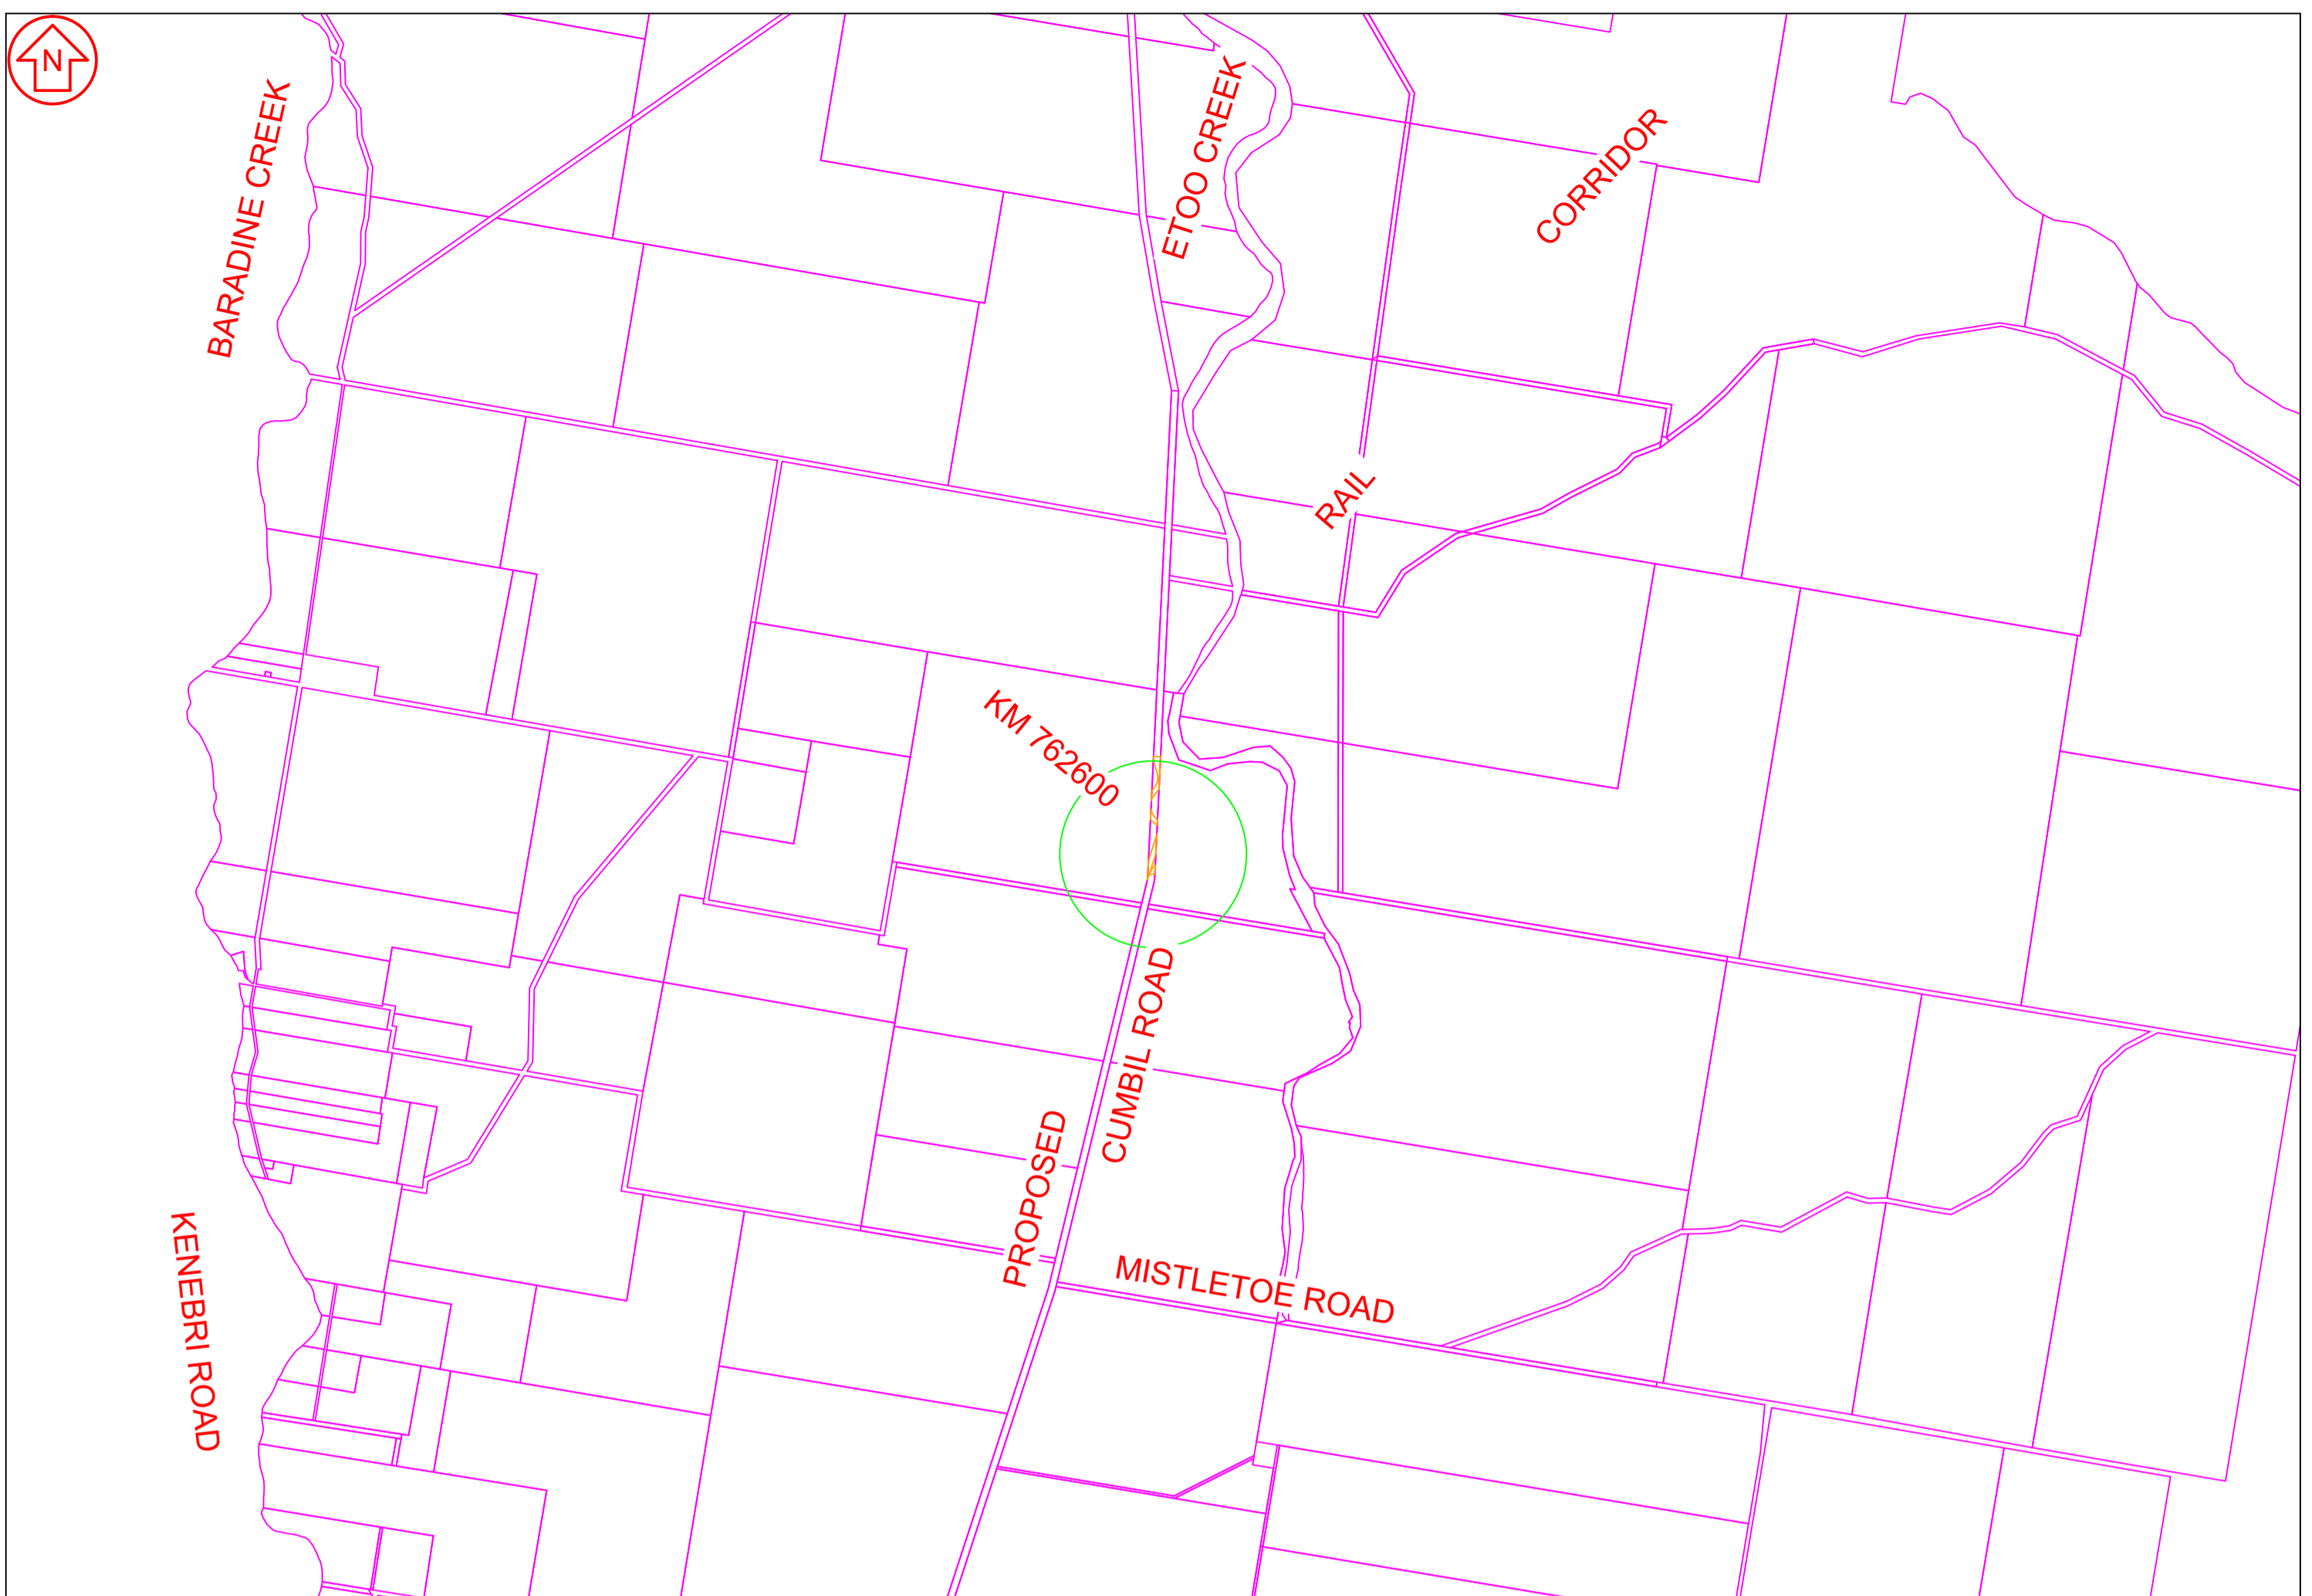 N
BARADINE CREEK
ETOO CREEK
CORRIDOR
RAIL
KM 762600
CUMBIL ROAD
PROPOSED
MISTLETOE ROAD
KENEBRI ROAD